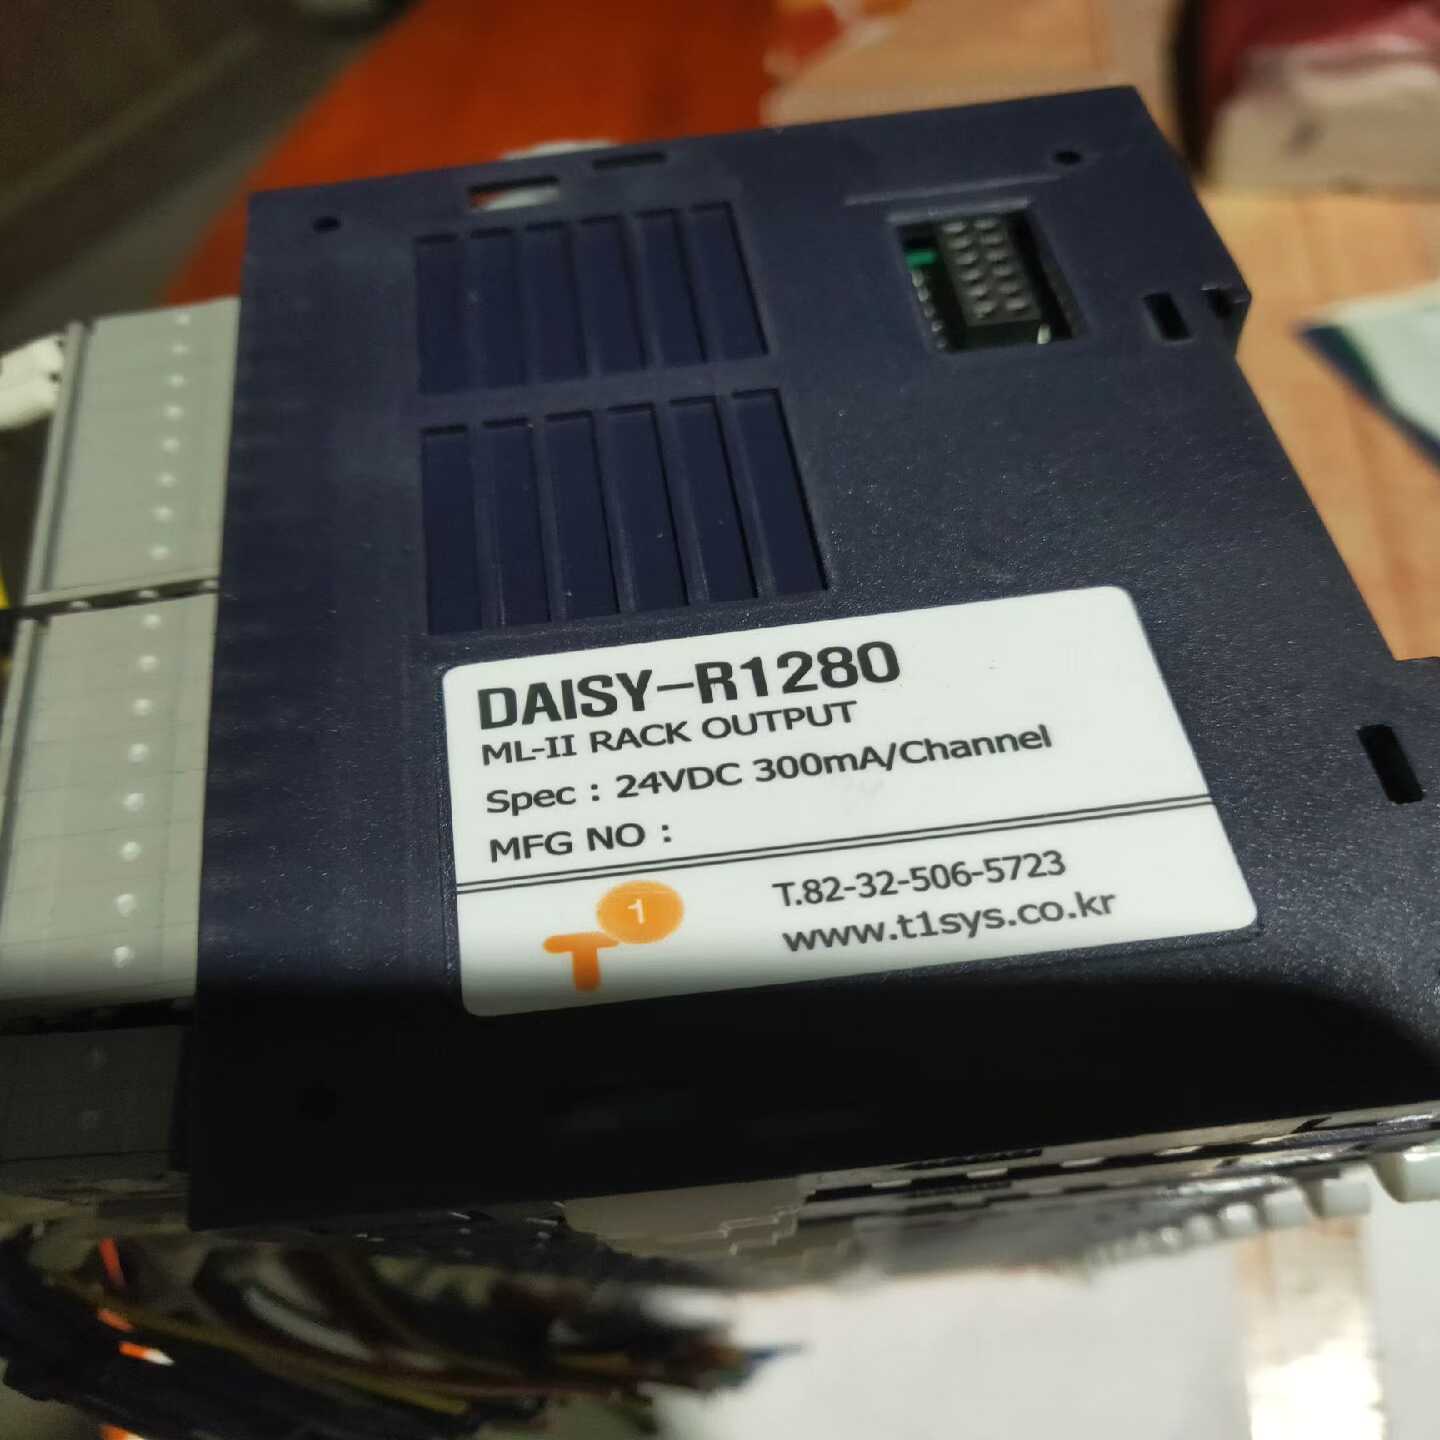 DAISY-R1280
ML-II RACK OUTPUT
Spec : 24VDC 300mA/Channel
MFG NO :
T1
T.82-32-506-5723
www.t1sys.co.kr